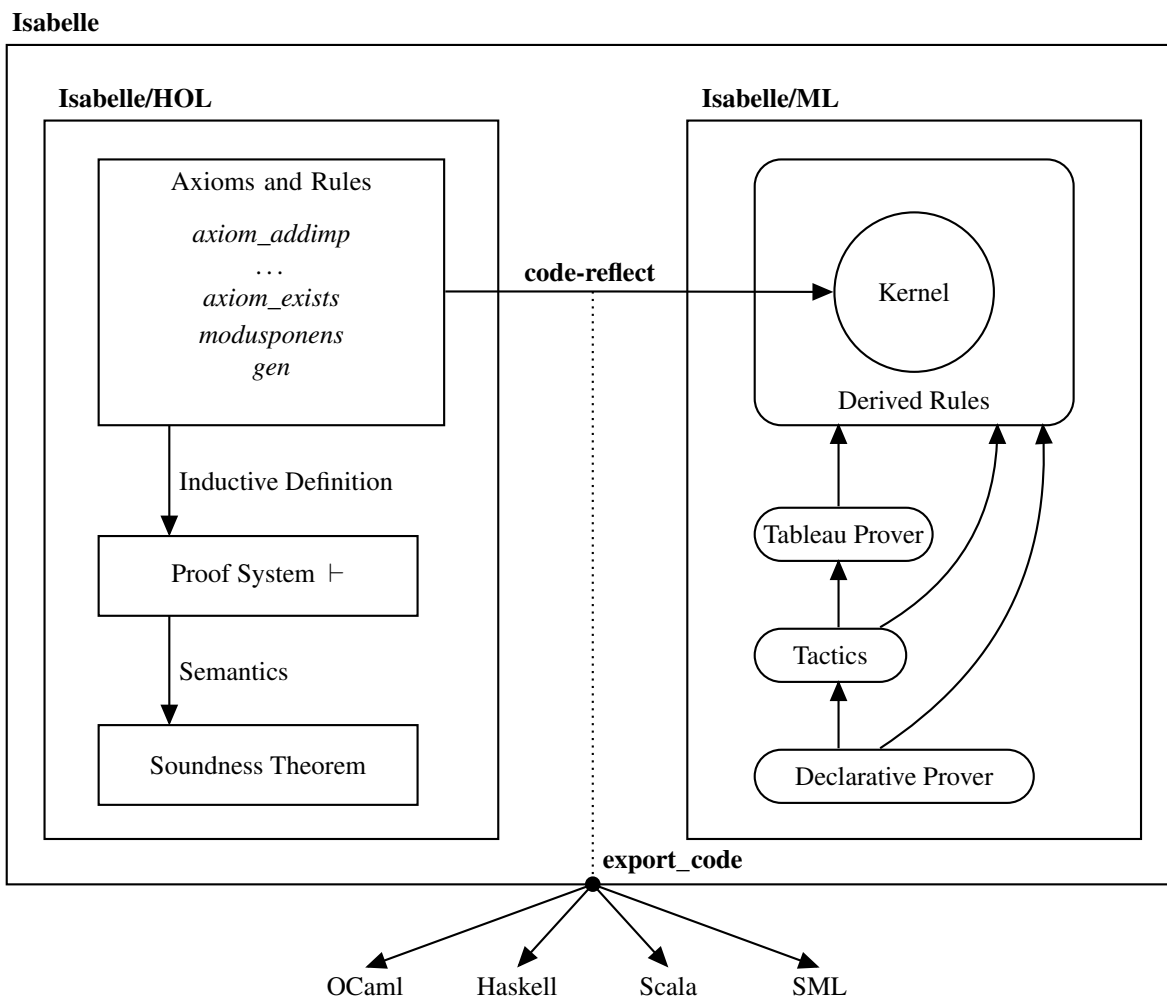 Isabelle
Isabelle/HOL
Axioms and Rules
axiom_addimp
...
axiom_exists
modusponens
gen
Inductive Definition
Proof System ⊢
Semantics
Soundness Theorem
code-reflect
Isabelle/ML
Kernel
Derived Rules
Tableau Prover
Tactics
Declarative Prover
export_code
OCaml
Haskell
Scala
SML